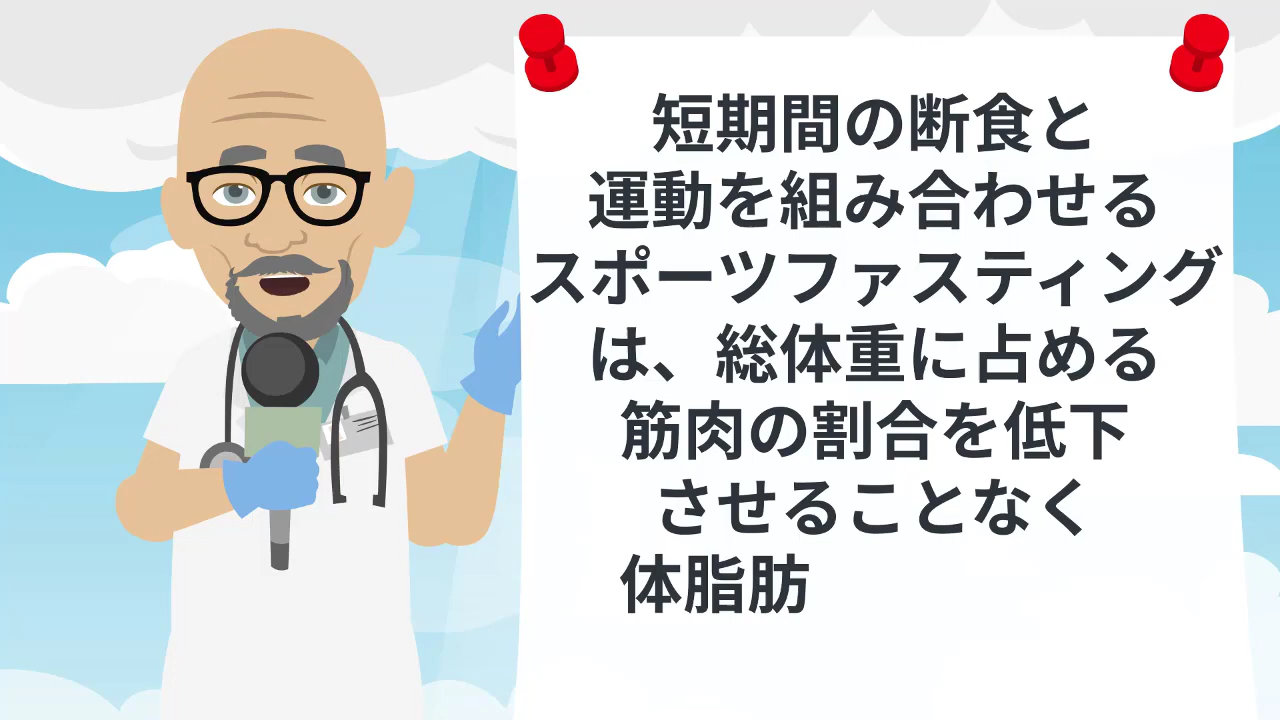 短期間の断食と
運動を組み合わせる
スポーツファスティング
は、総体重に占める
筋肉の割合を低下
させることなく
体脂肪